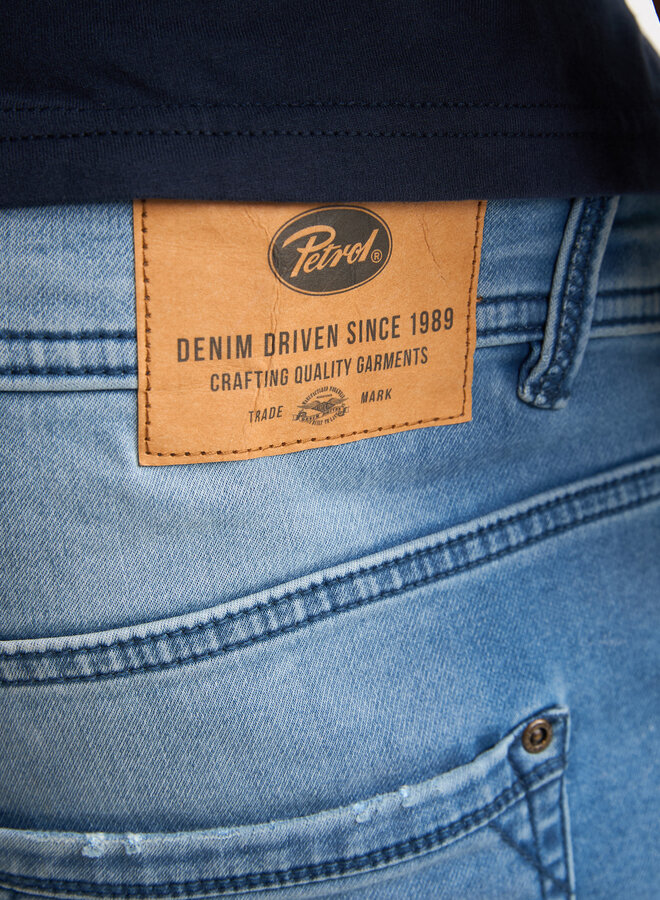 Petrol®
DENIM DRIVEN SINCE 1989
CRAFTING QUALITY GARMENTS
TRADE MARK